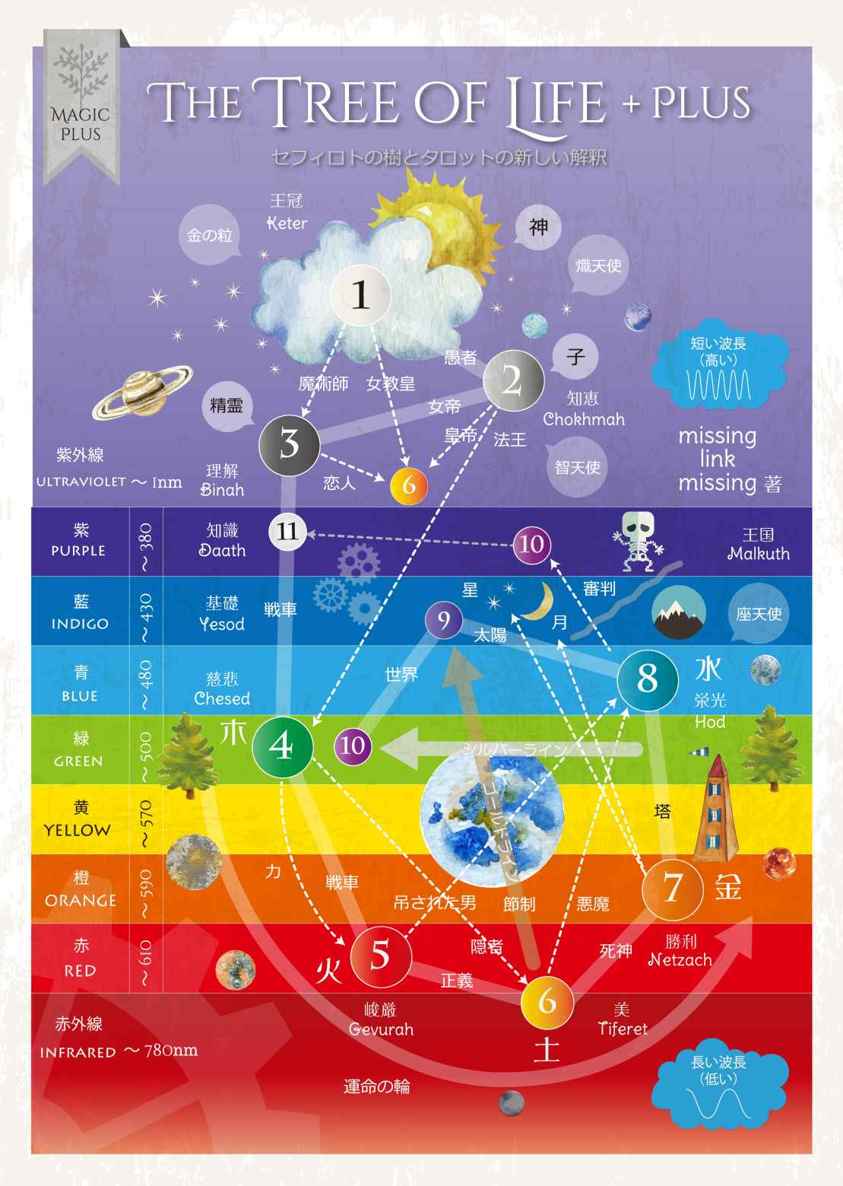 MAGIC
PLUS
THE TREE OF LIFE + PLUS
セフィロトの樹とタロットの新しい解釈
王冠
Keter
金の粒
神
熾天使
1
愚者
2
子
短い波長
(高い)
魔術師
女教皇
知恵
Chokhmah
精霊
女帝
3
皇帝
法王
missing
link
missing 著
紫外線
ULTRAVIOLET ~ 1nm
理解
Binah
恋人
6
智天使
紫
PURPLE
~ 380
知識
Daath
11
10
王国
Malkuth
藍
INDIGO
~ 430
基礎
Yesod
戦車
9
星
太陽
月
審判
座天使
青
BLUE
~ 480
慈悲
Chesed
世界
8
水
栄光
Hod
緑
GREEN
~ 500
木
4
10
シルバーライン
ゴールドライン
黄
YELLOW
~ 570
塔
橙
ORANGE
~ 590
力
戦車
吊された男
節制
悪魔
7
金
赤
RED
~ 610
火
5
隠者
正義
死神
勝利
Netzach
峻厳
Gevurah
6
土
美
Tiferet
赤外線
INFRARED ~ 780nm
運命の輪
長い波長
(低い)